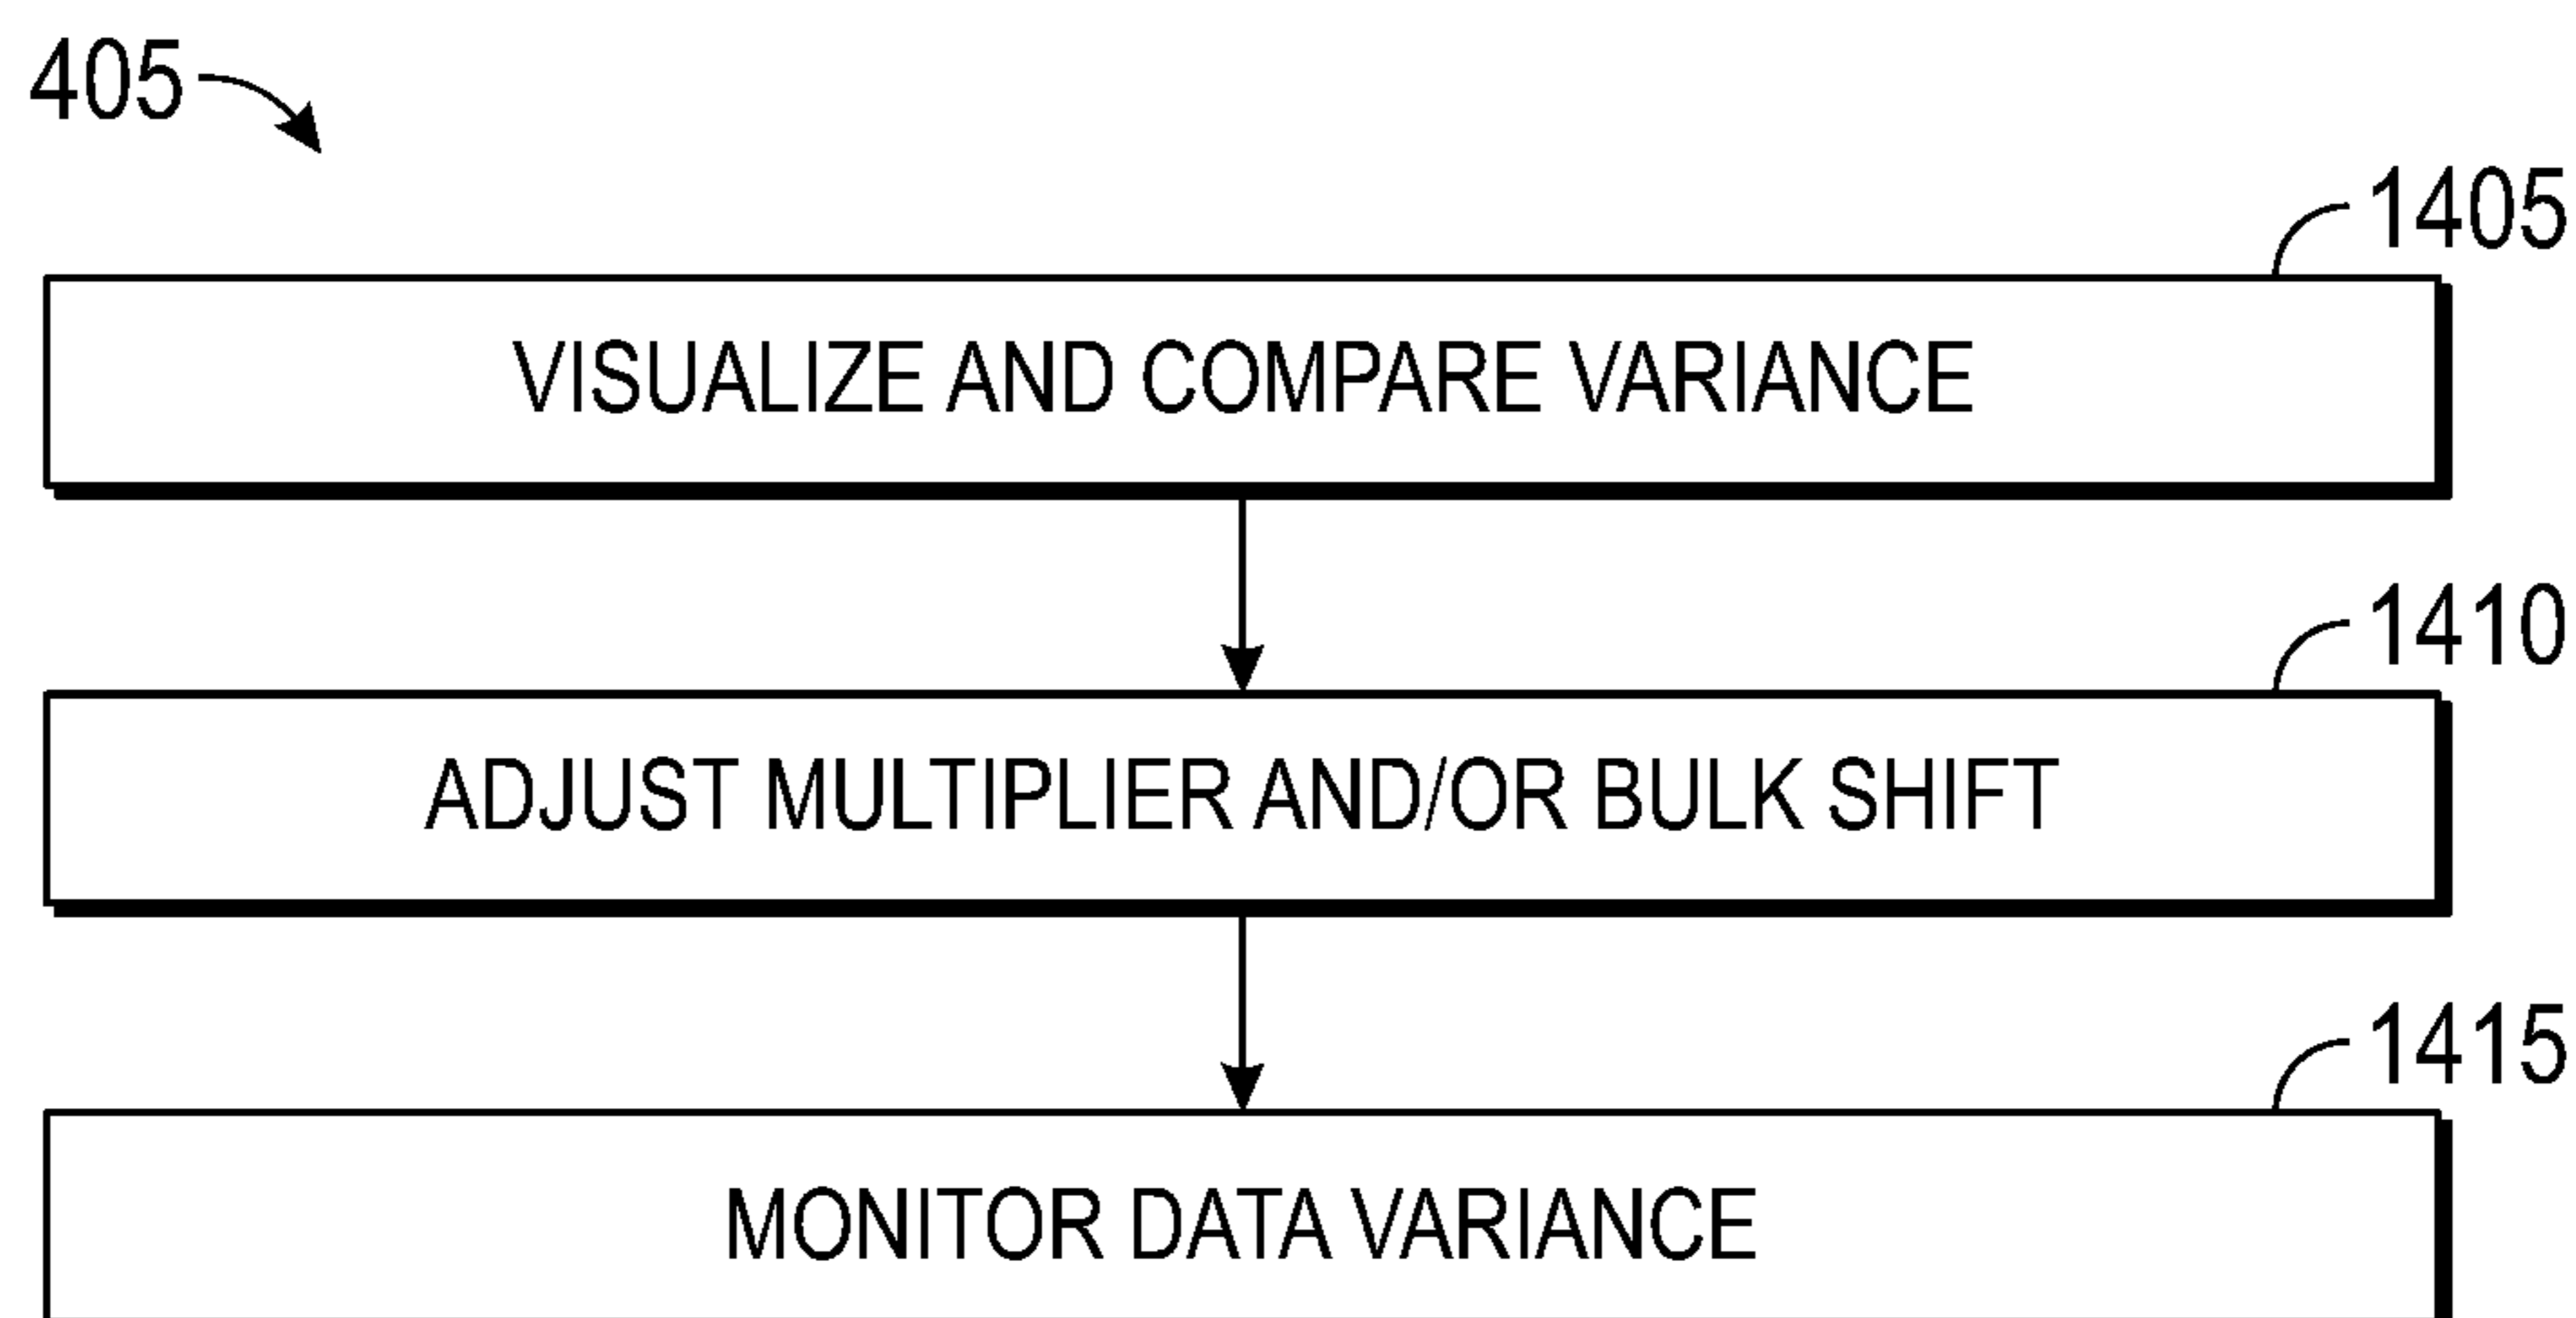 405
1405
VISUALIZE AND COMPARE VARIANCE
1410
ADJUST MULTIPLIER AND/OR BULK SHIFT
1415
MONITOR DATA VARIANCE